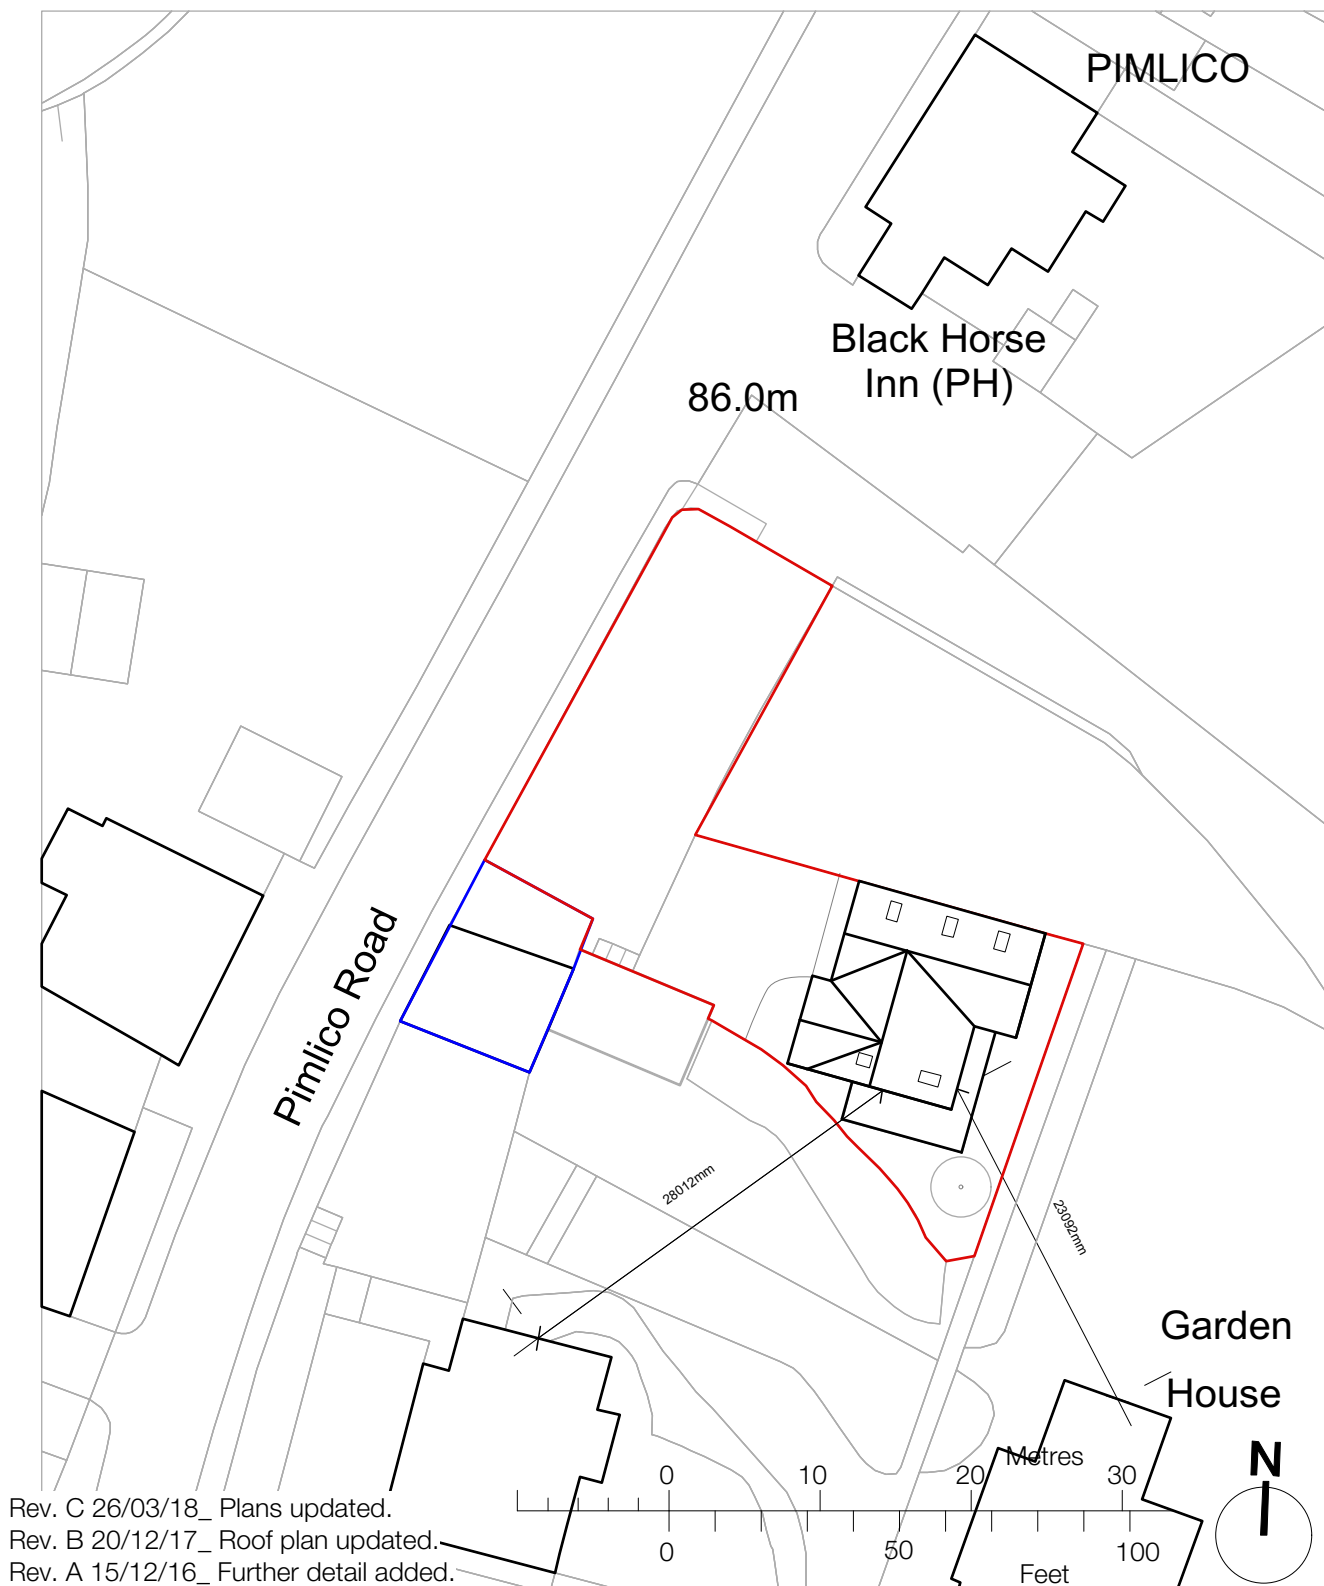 PIMLICO
Black Horse
Inn (PH)
86.0m
Pimlico Road
28012mm
23092mm
Garden
House
Metres
0 10 20 30
N
0 50 100
Feet
Rev. C 26/03/18_ Plans updated.
Rev. B 20/12/17_ Roof plan updated.
Rev. A 15/12/16_ Further detail added.